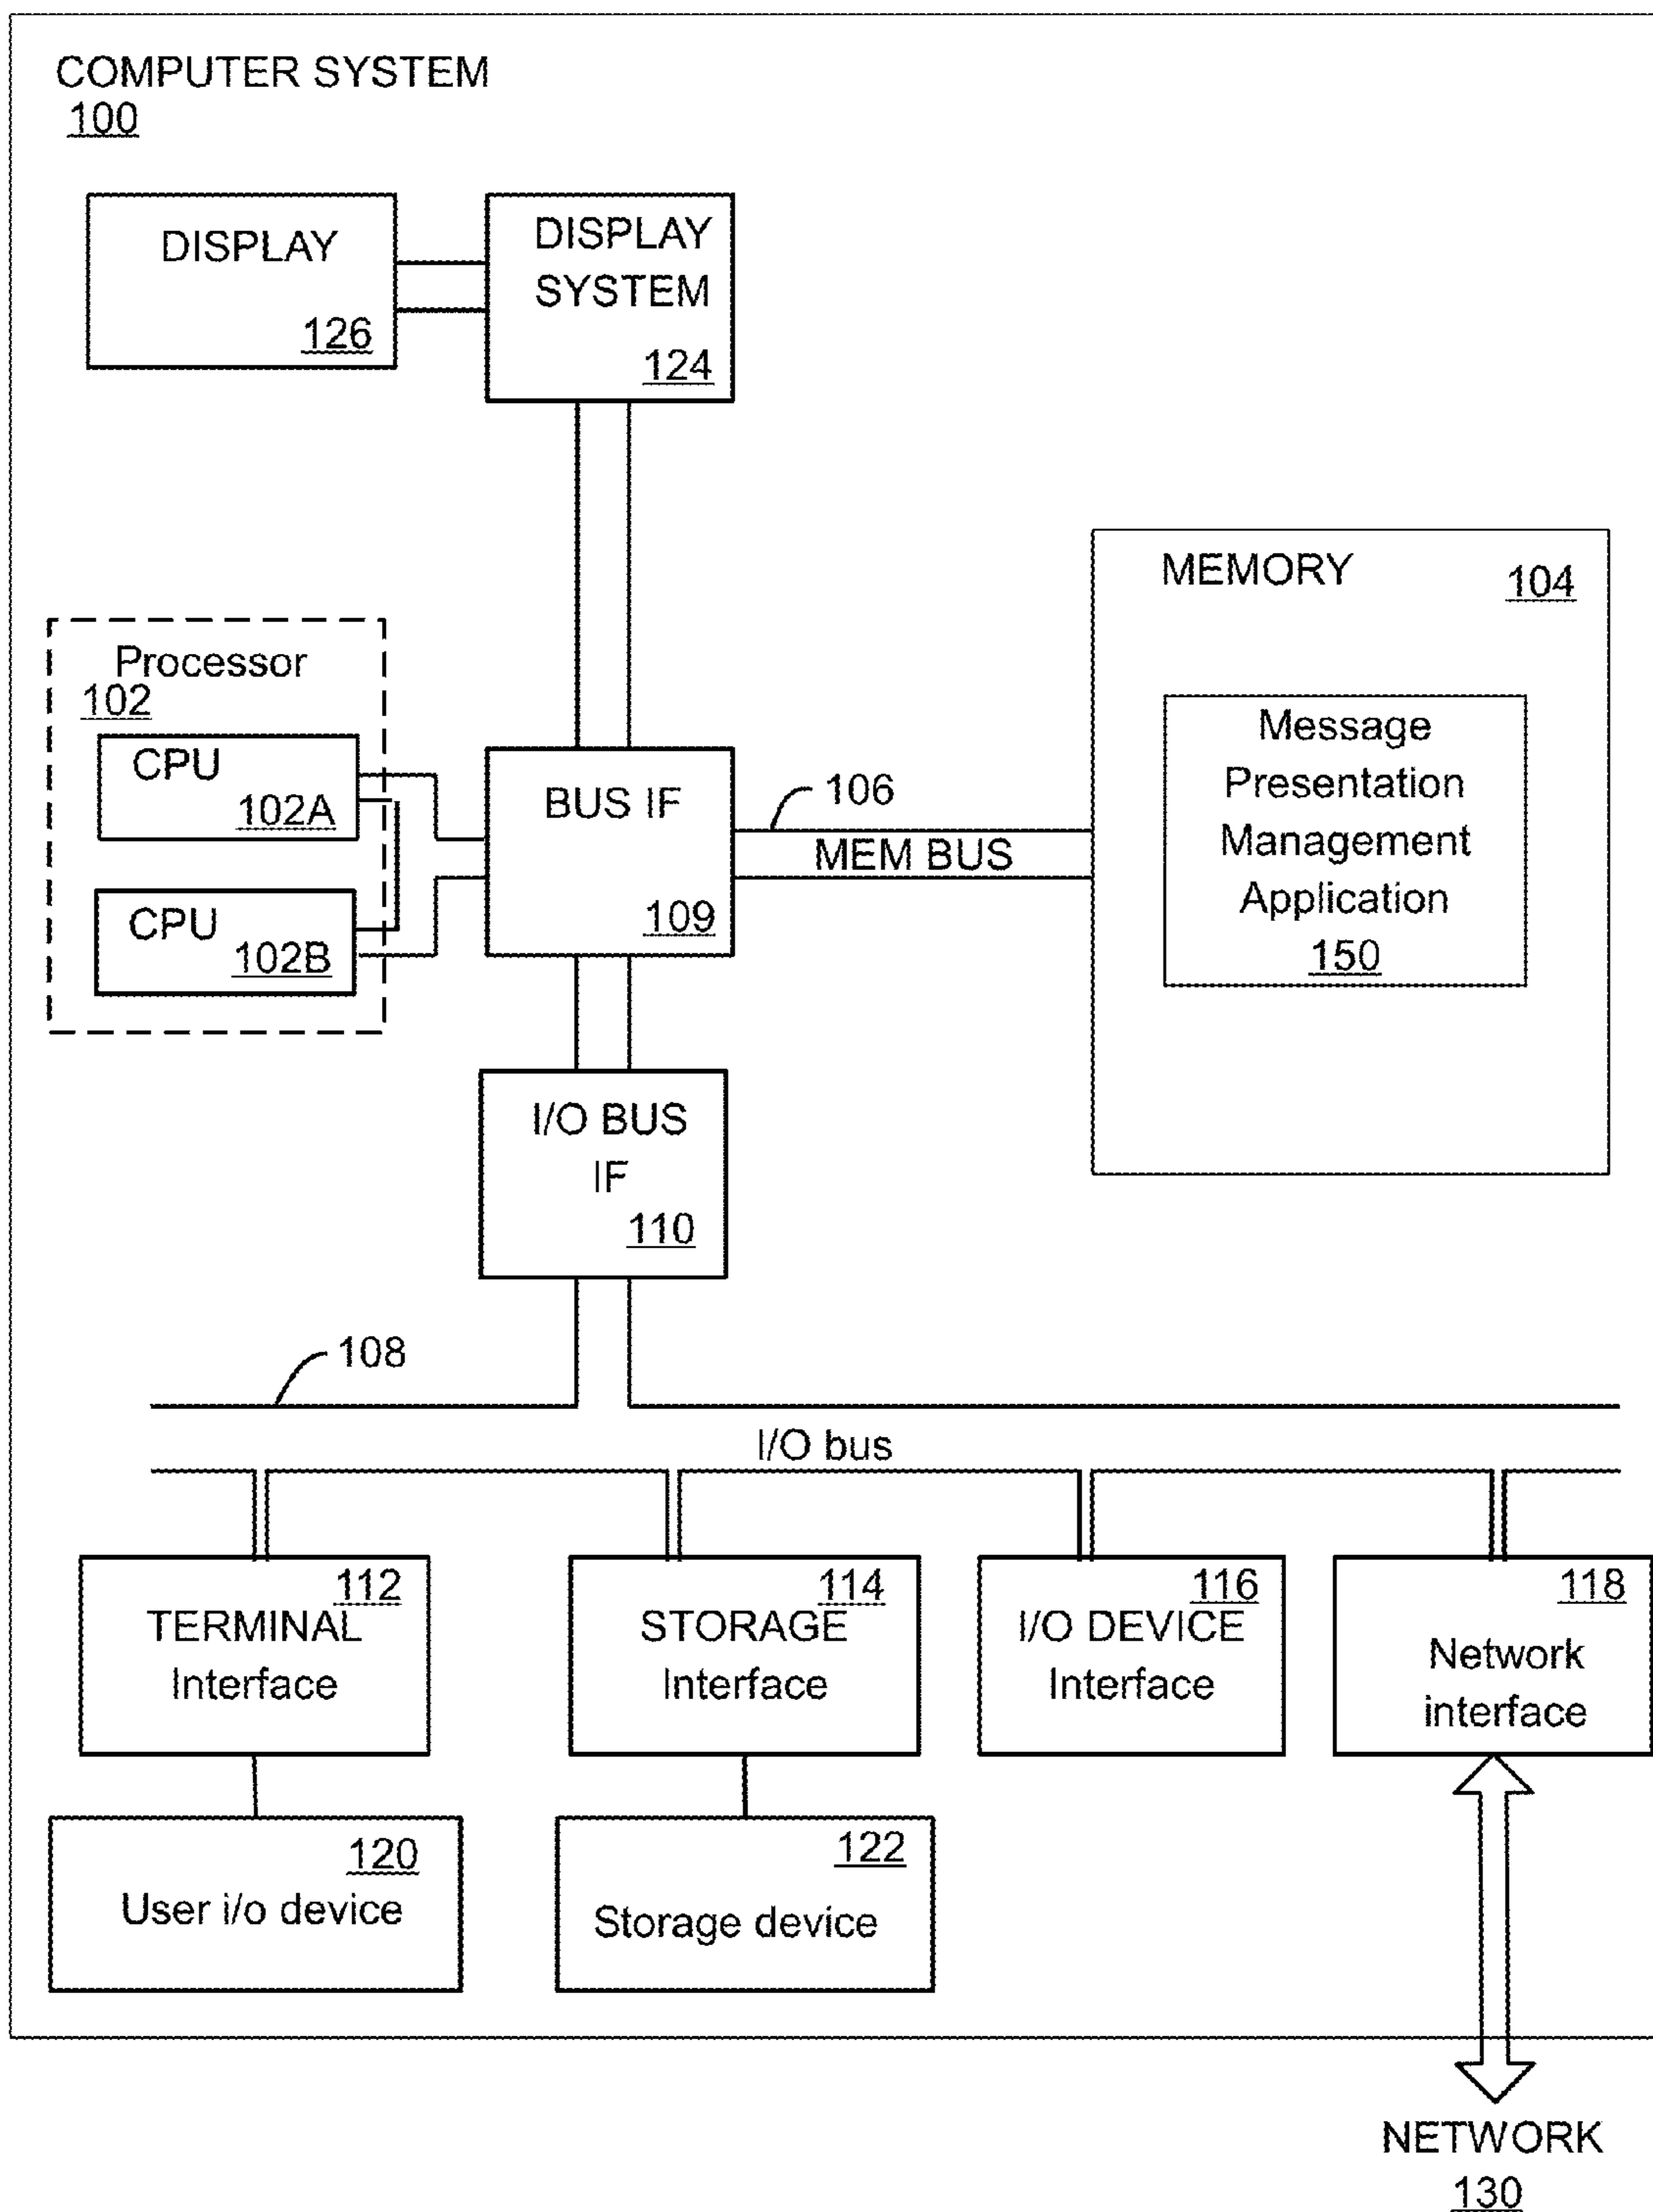 COMPUTER SYSTEM
100
DISPLAY
126
DISPLAY
SYSTEM
124
MEMORY
104
Processor
102
CPU
102A
CPU
102B
BUS IF
109
106
MEM BUS
Message
Presentation
Management
Application
150
I/O BUS
IF
110
108
I/O bus
112
TERMINAL
Interface
114
STORAGE
Interface
116
I/O DEVICE
Interface
118
Network
interface
120
User i/o device
122
Storage device
NETWORK
130